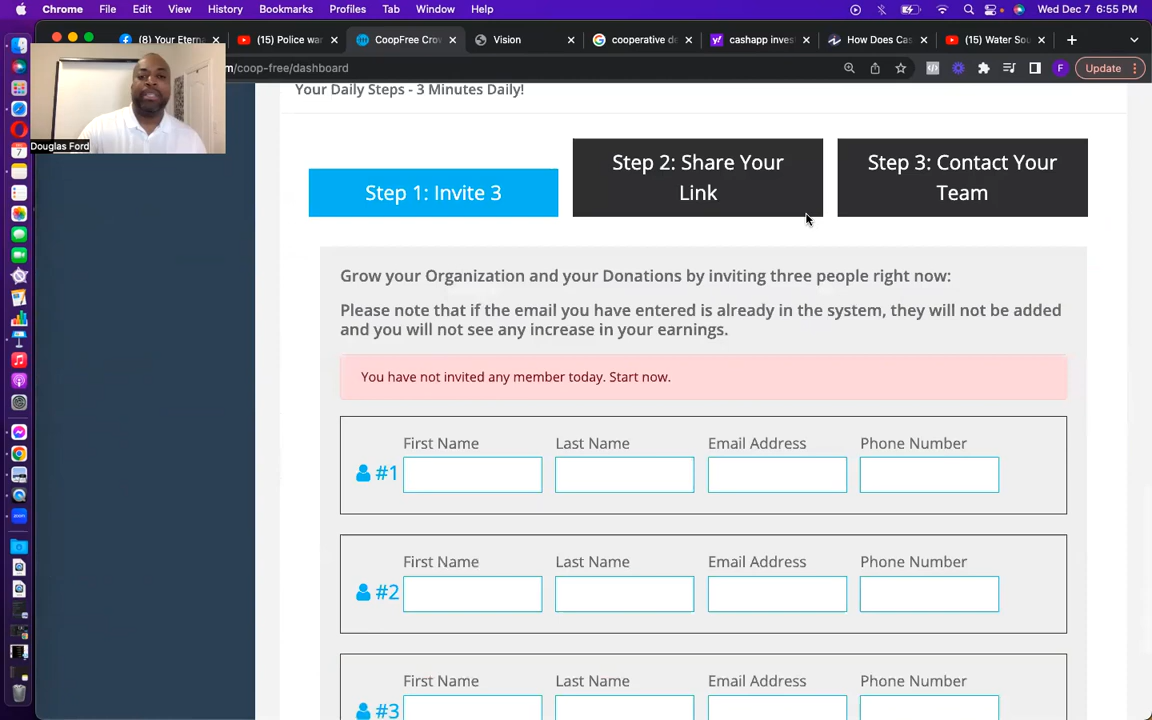 Chrome File Edit View History Bookmarks Profiles Tab Window Help Wed Dec 7 6:55 PM
(8) Your Eterna
(15) Police wa
CoopFree Cro
Vision
cooperative de
cashapp inves
How Does Cas
(15) Water Sou
m/coop-free/dashboard
Update
Douglas Ford
Your Daily Steps - 3 Minutes Daily!
Step 1: Invite 3
Step 2: Share Your
Link
Step 3: Contact Your
Team
Grow your Organization and your Donations by inviting three people right now:
Please note that if the email you have entered is already in the system, they will not be added
and you will not see any increase in your earnings.
You have not invited any member today. Start now.
First Name Last Name Email Address Phone Number
#1
First Name Last Name Email Address Phone Number
#2
First Name Last Name Email Address Phone Number
#3